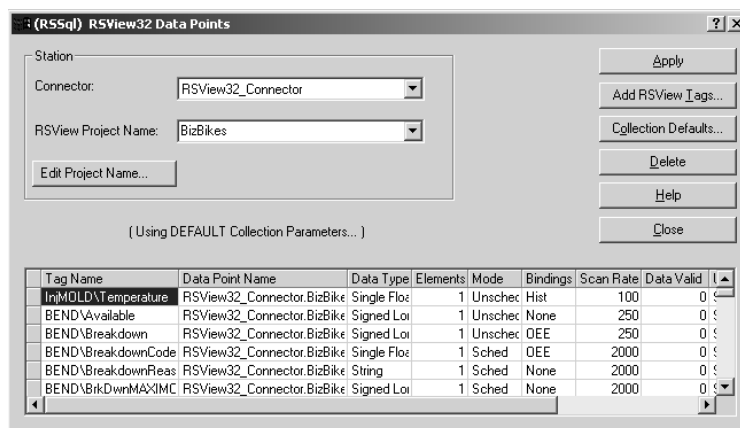 (RSSql) RSView32 Data Points
Station
Connector: RSView32_Connector
RSView Project Name: BizBikes
Edit Project Name...
( Using DEFAULT Collection Parameters... )
Apply
Add RSView Tags...
Collection Defaults...
Delete
Help
Close
Tag Name Data Point Name Data Type Elements Mode Bindings Scan Rate Data Valid
InjMOLD\Temperature RSView32_Connector.BizBike Single Floa 1 Unsched Hist 100 0
BEND\Available RSView32_Connector.BizBike Signed Lor 1 Unsched None 250 0
BEND\Breakdown RSView32_Connector.BizBike Signed Lor 1 Unsched OEE 250 0
BEND\BreakdownCode RSView32_Connector.BizBike Single Floa 1 Sched OEE 2000 0
BEND\BreakdownReas RSView32_Connector.BizBike String 1 Sched None 2000 0
BEND\BrkDwnMAXIMO RSView32_Connector.BizBike Signed Lor 1 Sched None 2000 0